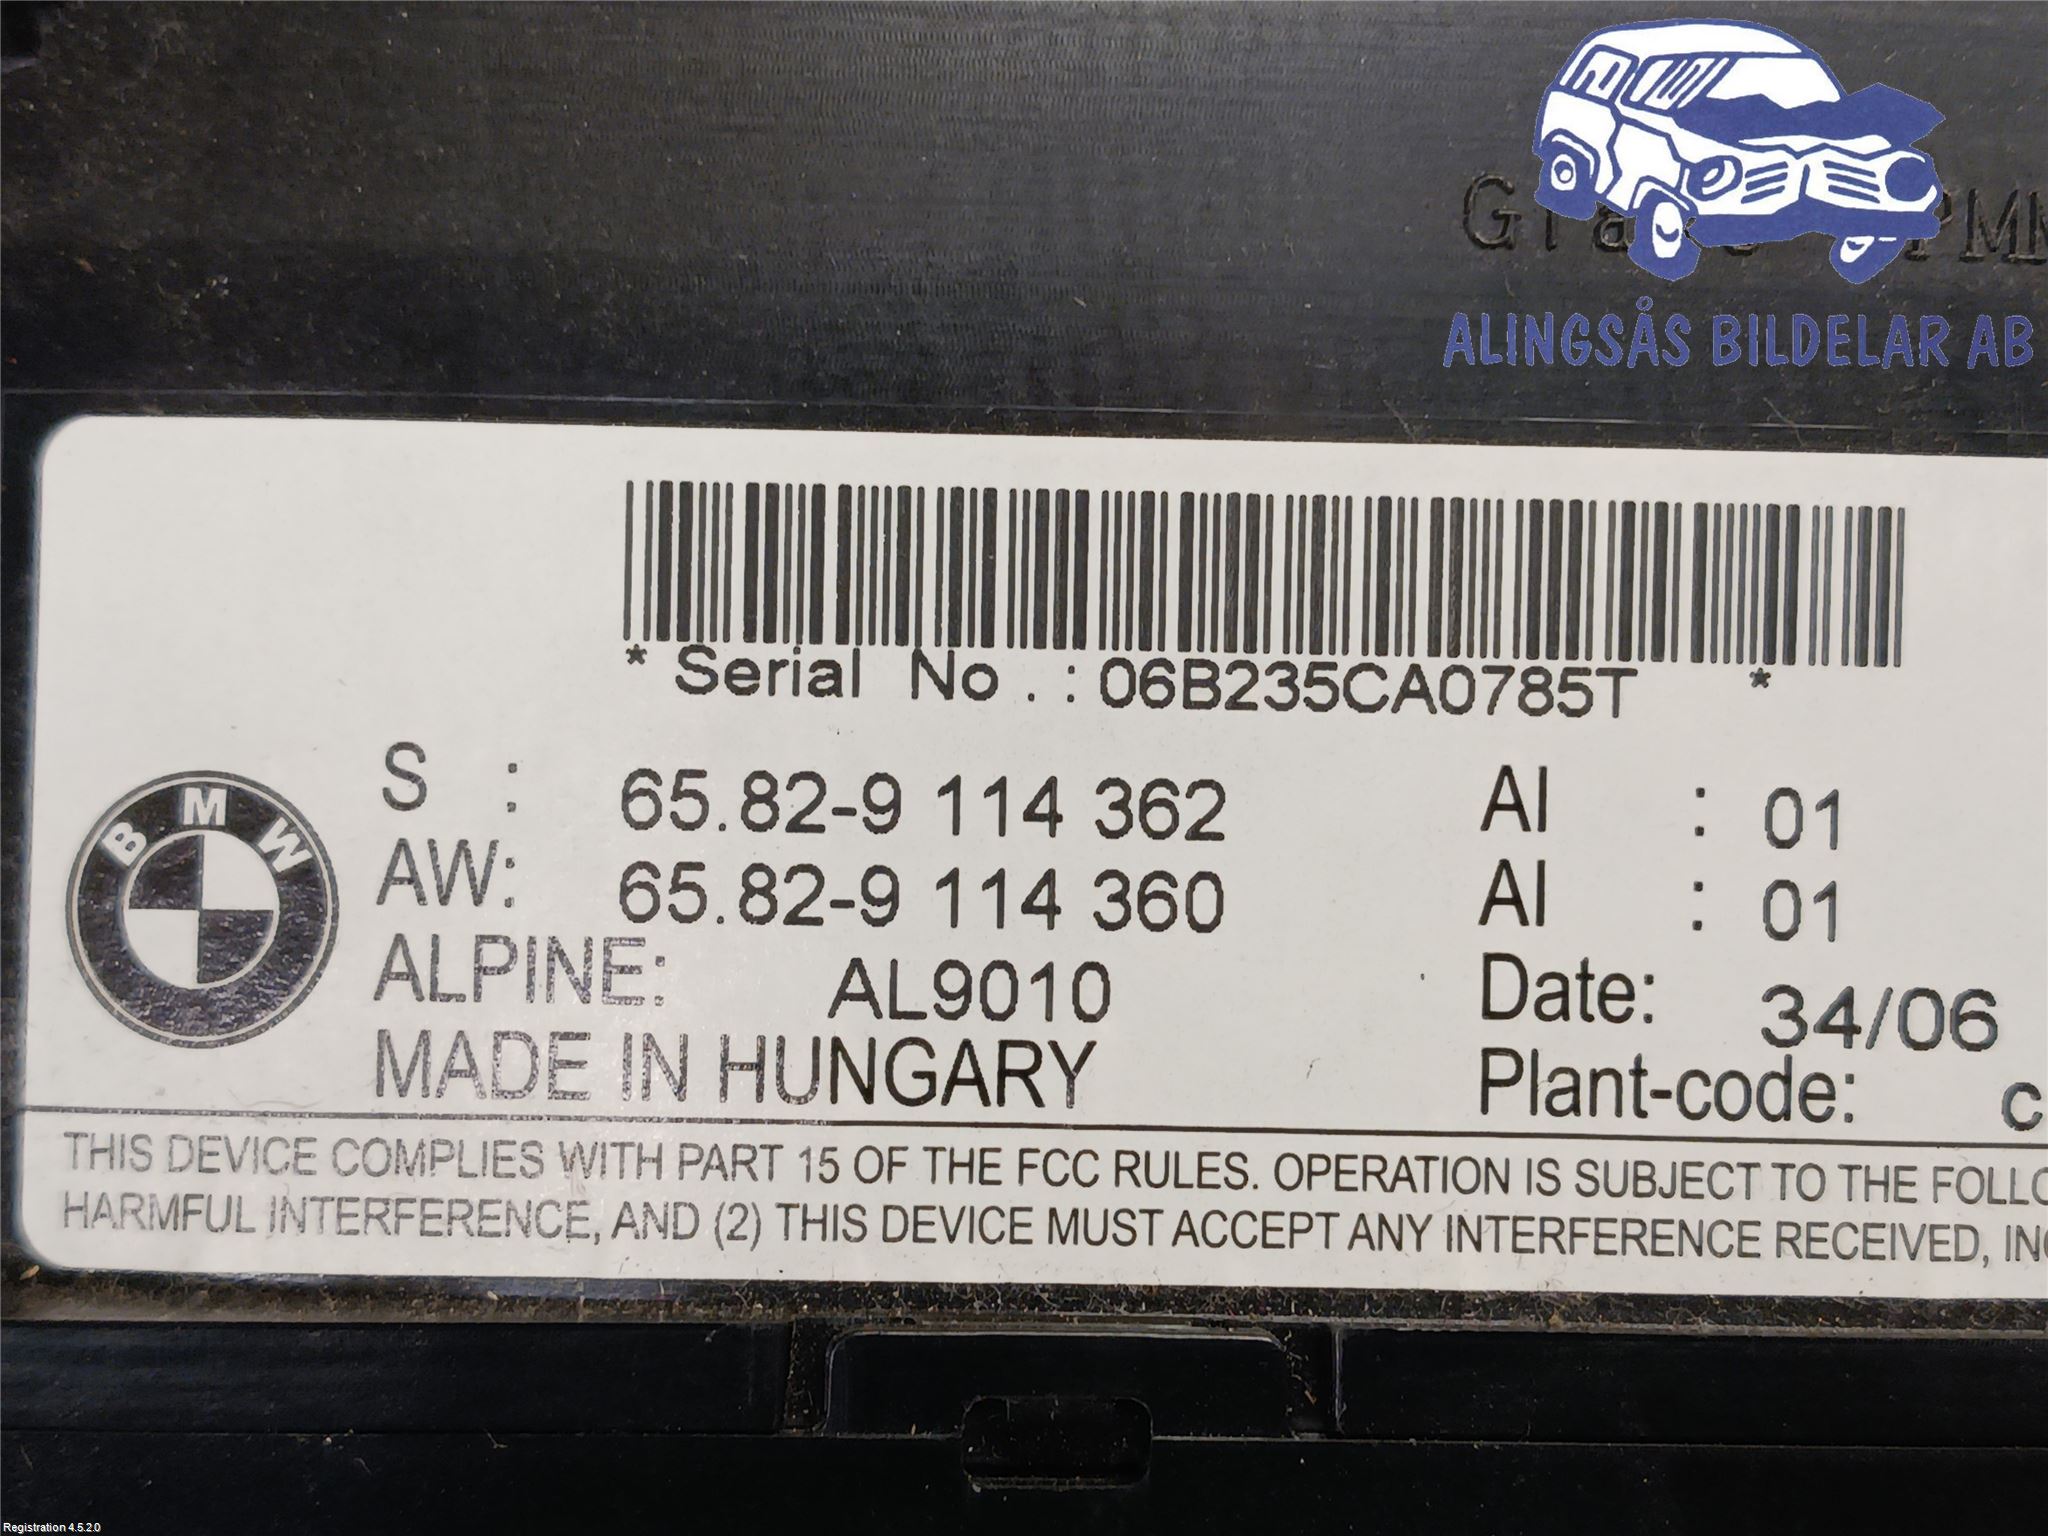 ALINGSÅS BILDELAR AB
* Serial No . : 06B235CA0785T *
BMW
S : 65.82-9 114 362 AI : 01
AW: 65.82-9 114 360 AI : 01
ALPINE: AL9010 Date: 34/06
MADE IN HUNGARY Plant-code: C
THIS DEVICE COMPLIES WITH PART 15 OF THE FCC RULES. OPERATION IS SUBJECT TO THE
HARMFUL INTERFERENCE, AND (2) THIS DEVICE MUST ACCEPT ANY INTERFERENCE RECEIVED,
Registration 4.5.2.0